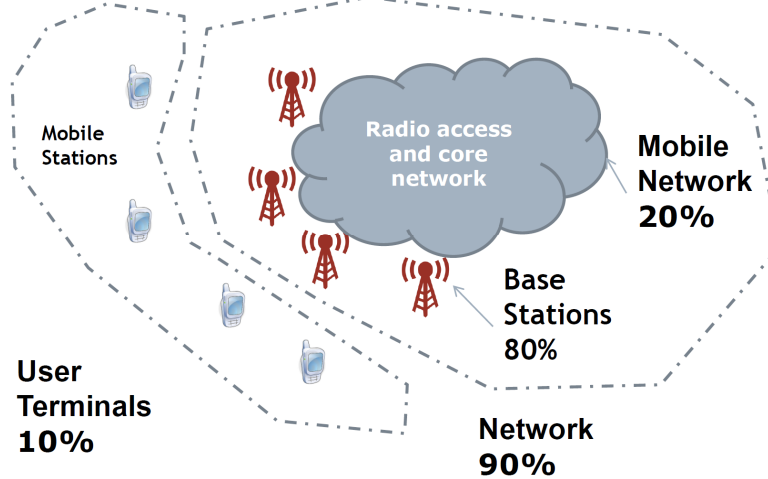 Mobile
Stations
Radio access
and core
network
Mobile
Network
20%
Base
Stations
80%
User
Terminals
10%
Network
90%